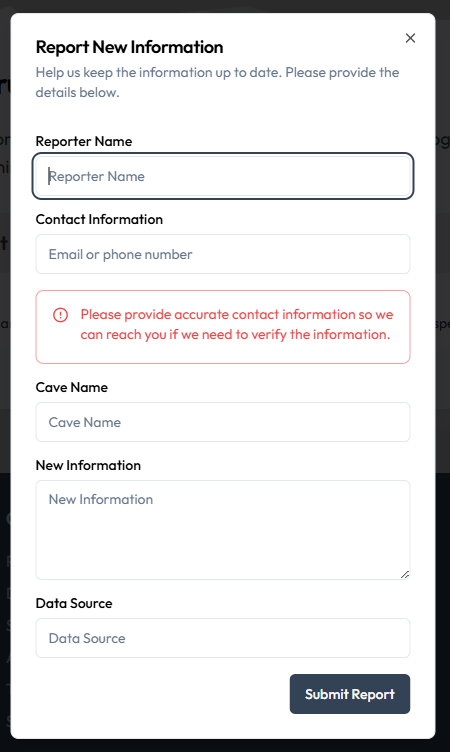 Report New Information
Help us keep the information up to date. Please provide the
details below.
Reporter Name
Reporter Name
Contact Information
Email or phone number
Please provide accurate contact information so we
can reach you if we need to verify the information.
Cave Name
Cave Name
New Information
New Information
Data Source
Data Source
Submit Report